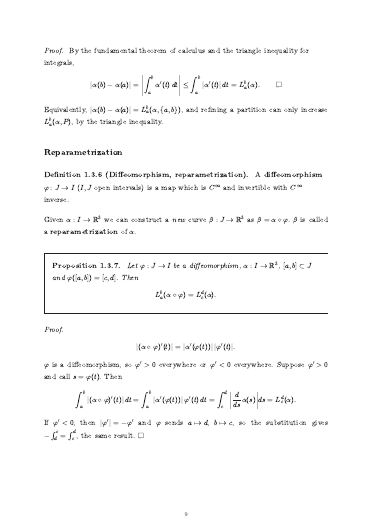 Proof. By the fundamental theorem of calculus and the triangle inequality for
integrals,
|α(b) − α(a)| = |∫_a^b α′(t) dt| ≤ ∫_a^b |α′(t)| dt = L_a^b(α). □
Equivalently, |α(b) − α(a)| = L_a^b(α, {a, b}), and refining a partition can only increase
L_a^b(α, P), by the triangle inequality.
Reparametrization
Definition 1.3.6 (Diffeomorphism, reparametrization). A diffeomorphism
φ : J → I (I, J open intervals) is a map which is C^∞ and invertible with C^∞
inverse.
Given α : I → ℝ³ we can construct a new curve β : J → ℝ³ as β = α ∘ φ. β is called
a reparametrization of α.
Proposition 1.3.7. Let φ : J → I be a diffeomorphism, α : I → ℝ³, [a, b] ⊂ J
and φ([a, b]) = [c, d]. Then
L_a^b(α ∘ φ) = L_c^d(α).
Proof.
|(α ∘ φ)′(t)| = |α′(φ(t))| |φ′(t)|.
φ is a diffeomorphism, so φ′ > 0 everywhere or φ′ < 0 everywhere. Suppose φ′ > 0
and call s = φ(t). Then
∫_a^b |(α ∘ φ)′(t)| dt = ∫_a^b |α′(φ(t))| φ′(t) dt = ∫_c^d |d/ds α(s)| ds = L_c^d(α).
If φ′ < 0, then |φ′| = −φ′ and φ sends a ↦ d, b ↦ c, so the substitution gives
−∫_d^c = ∫_c^d, the same result. □